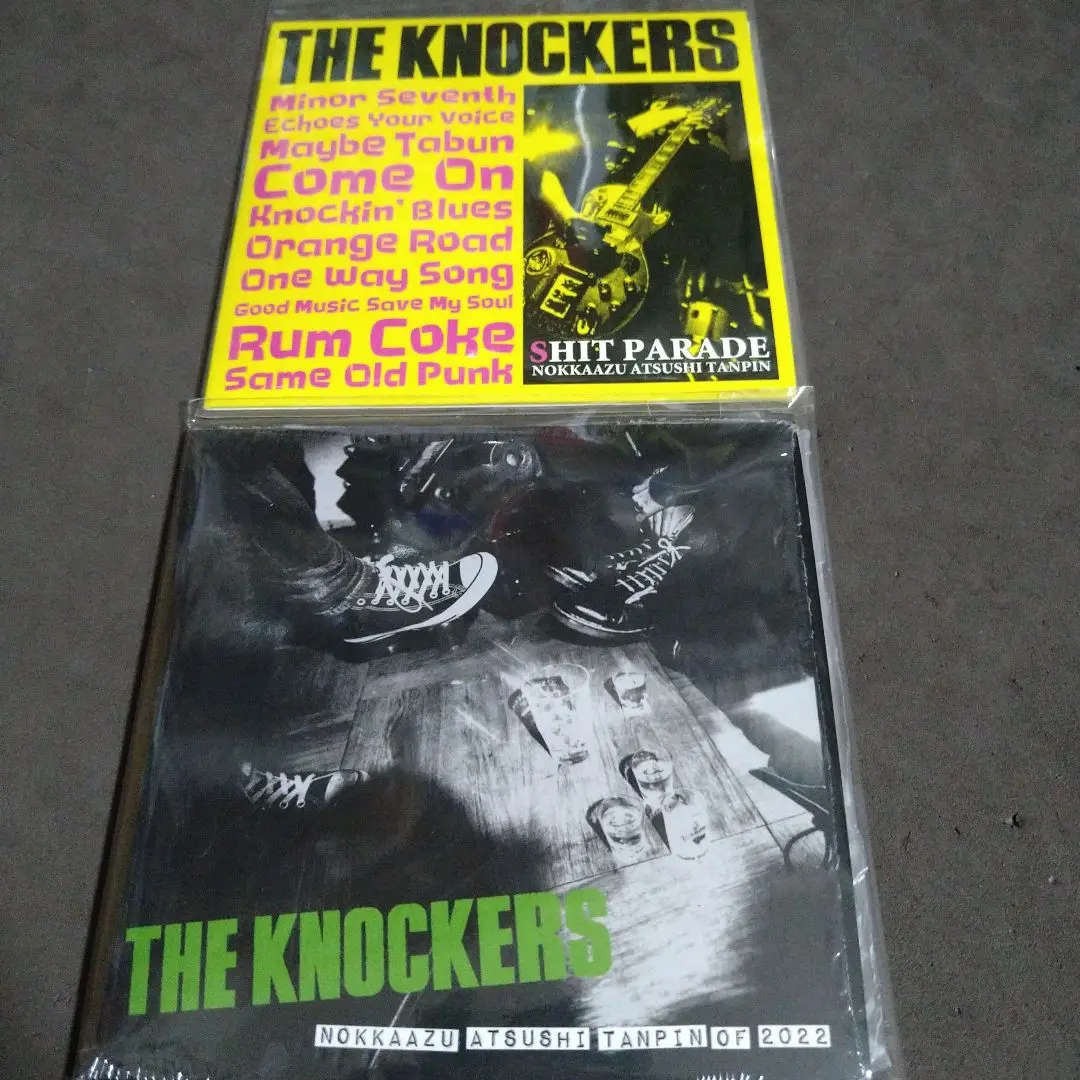 THE KNOCKERS
Minor Seventh
Echoes Your Voice
Maybe Tabun
Come On
Knockin' Blues
Orange Road
One Way Song
Good Music Save My Soul
Rum Coke
Same Old Punk
SHIT PARADE
NOKKAAZU ATSUSHI TANPIN
THE KNOCKERS
NOKKAAZU ATSUSHI TANPIN OF 2022